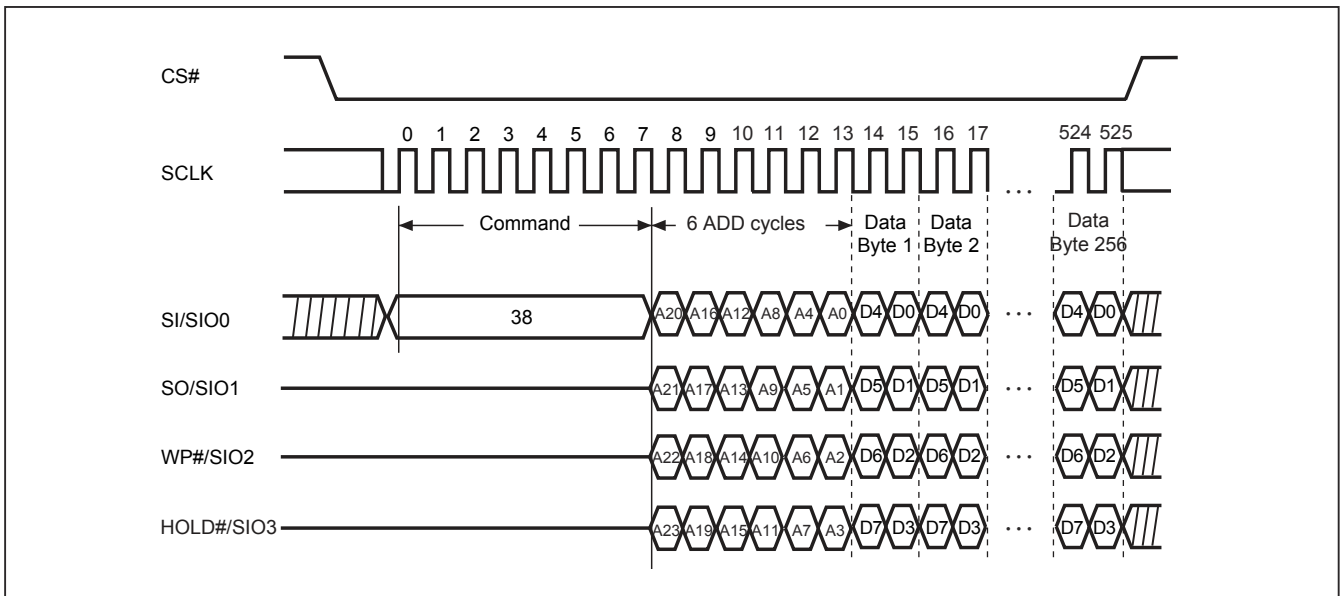 CS#
0 1 2 3 4 5 6 7 8 9 10 11 12 13 14 15 16 17 524 525
SCLK
Command 6 ADD cycles Data Byte 1 Data Byte 2 Data Byte 256
SI/SIO0 38 A20 A16 A12 A8 A4 A0 D4 D0 D4 D0 ... D4 D0
SO/SIO1 A21 A17 A13 A9 A5 A1 D5 D1 D5 D1 ... D5 D1
WP#/SIO2 A22 A18 A14 A10 A6 A2 D6 D2 D6 D2 ... D6 D2
HOLD#/SIO3 A23 A19 A15 A11 A7 A3 D7 D3 D7 D3 ... D7 D3